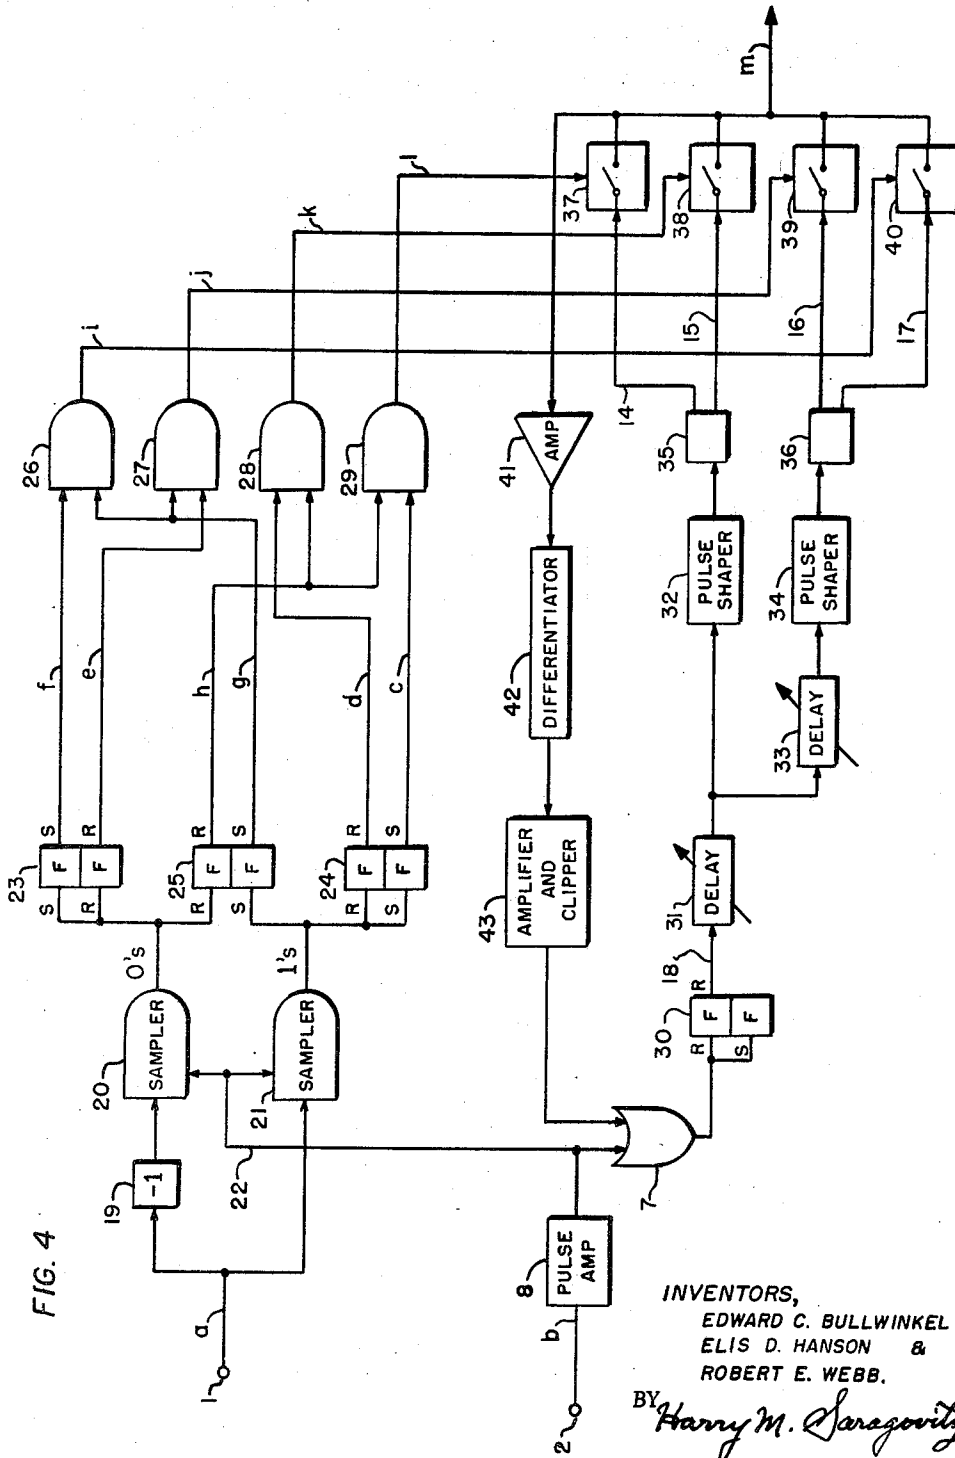 FIG. 4
1
a
19
-1
20
SAMPLER
0's
21
SAMPLER
1's
22
23
S
R
F
F
S
R
25
R
S
F
F
R
S
24
R
S
F
F
R
S
f
e
h
g
d
c
26
27
28
29
i
j
k
l
2
b
8
PULSE
AMP
7
43
AMPLIFIER
AND
CLIPPER
42
DIFFERENTIATOR
41
AMP
30
R
S
F
F
R
18
31
DELAY
33
DELAY
32
PULSE
SHAPER
34
PULSE
SHAPER
35
36
14
15
16
17
37
38
39
40
m
INVENTORS,
EDWARD C. BULLWINKEL
ELIS D. HANSON &
ROBERT E. WEBB.
BY Harry M. Saragovitz